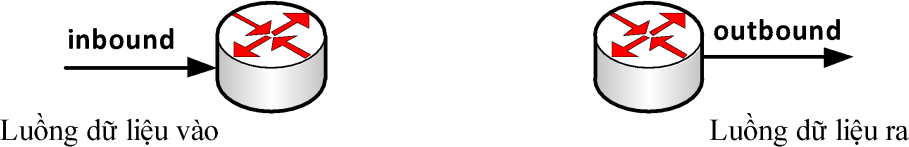 inbound
outbound
Luồng dữ liệu vào
Luồng dữ liệu ra